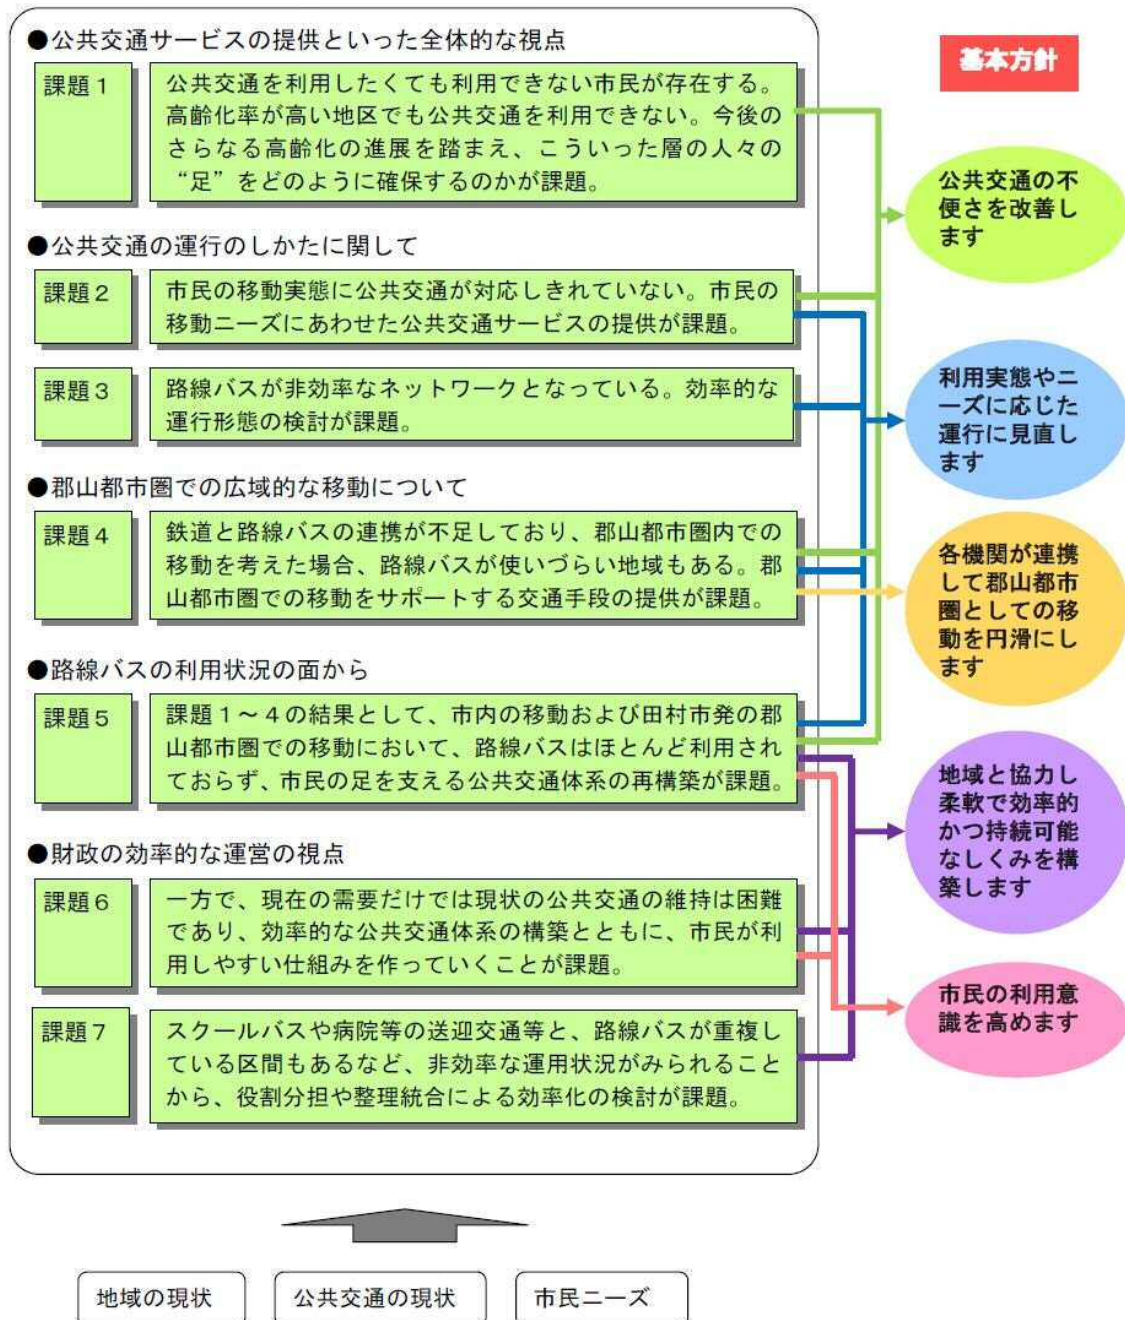 ●公共交通サービスの提供といった全体的な視点
課題1
公共交通を利用したくても利用できない市民が存在する。
高齢化率が高い地区でも公共交通を利用できない。今後の
さらなる高齢化の進展を踏まえ、こういった層の人々の
“足”をどのように確保するのかが課題。
●公共交通の運行のしかたに関して
課題2
市民の移動実態に公共交通が対応しきれていない。市民の
移動ニーズにあわせた公共交通サービスの提供が課題。
課題3
路線バスが非効率なネットワークとなっている。効率的な
運行形態の検討が課題。
●郡山都市圏での広域的な移動について
課題4
鉄道と路線バスの連携が不足しており、郡山都市圏内での
移動を考えた場合、路線バスが使いづらい地域もある。郡
山都市圏での移動をサポートする交通手段の提供が課題。
●路線バスの利用状況の面から
課題5
課題1~4の結果として、市内の移動および田村市発の郡
山都市圏での移動において、路線バスはほとんど利用され
ておらず、市民の足を支える公共交通体系の再構築が課題。
●財政の効率的な運営の視点
課題6
一方で、現在の需要だけでは現状の公共交通の維持は困難
であり、効率的な公共交通体系の構築とともに、市民が利
用しやすい仕組みを作っていくことが課題。
課題7
スクールバスや病院等の送迎交通等と、路線バスが重複し
ている区間もあるなど、非効率な運用状況がみられること
から、役割分担や整理統合による効率化の検討が課題。
基本方針
公共交通の不
便さを改善し
ます
利用実態やニ
ーズに応じた
運行に見直し
ます
各機関が連携
して郡山都市
圏としての移
動を円滑にし
ます
地域と協力し
柔軟で効率的
かつ持続可能
なしくみを構
築します
市民の利用意
識を高めます
地域の現状
公共交通の現状
市民ニーズ